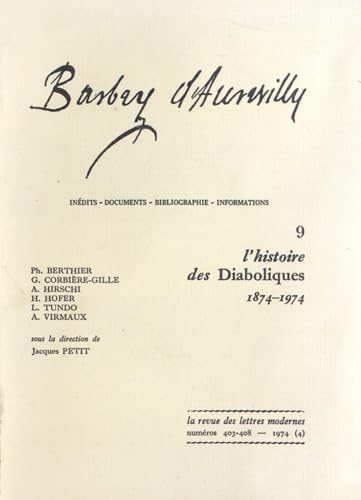 Barbey d'Aurevilly
INÉDITS - DOCUMENTS - BIBLIOGRAPHIE - INFORMATIONS
9
l'histoire
des Diaboliques
1874-1974
Ph. BERTHIER
G. CORBIÈRE-GILLE
A. HIRSCHI
H. HOFER
L. TUNDO
A. VIRMAUX
sous la direction de
Jacques PETIT
la revue des lettres modernes
numéros 403-408 — 1974 (4)